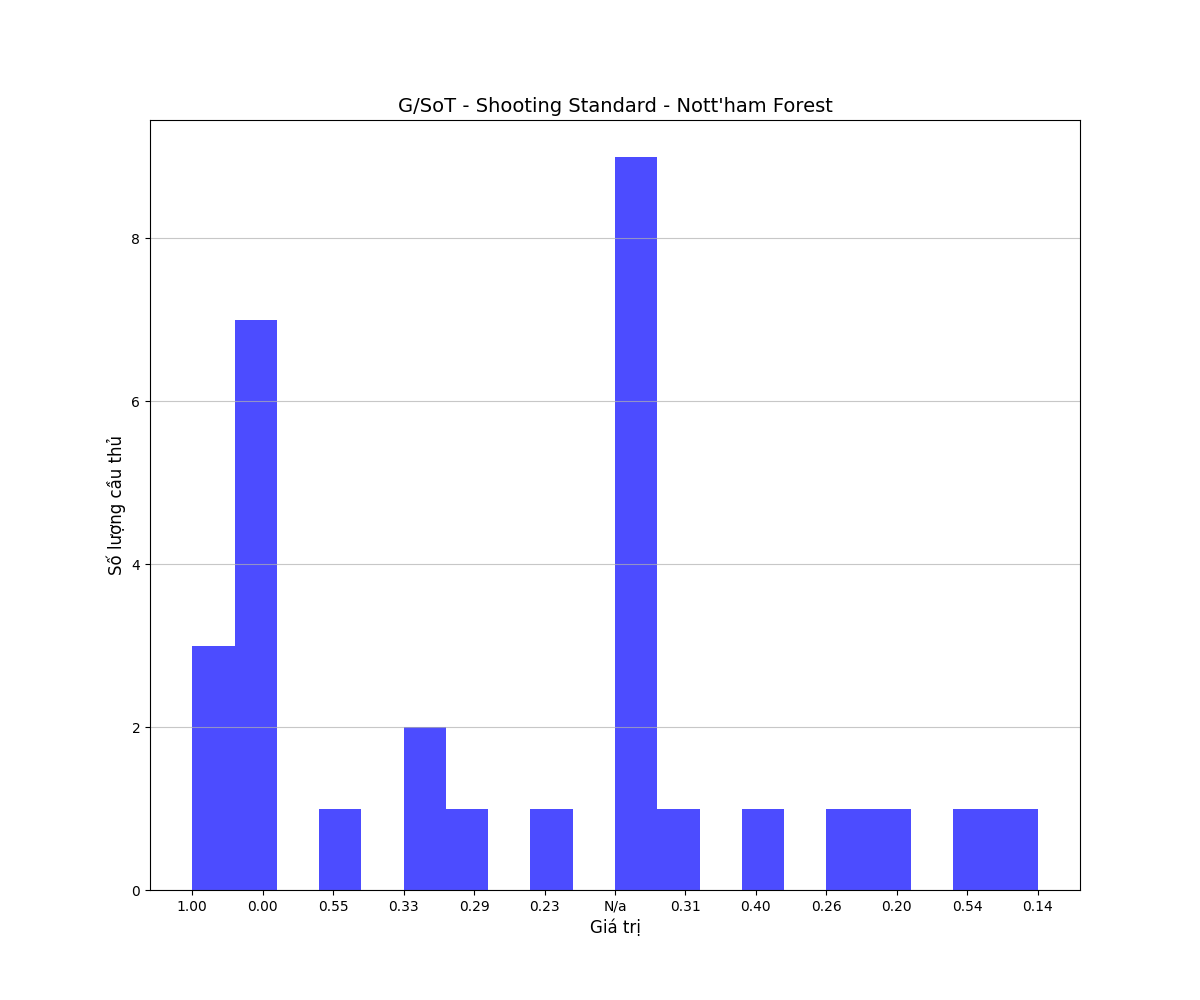 G/SoT - Shooting Standard - Nott'ham Forest
Số lượng cầu thủ
8
6
4
2
0
1.00 0.00 0.55 0.33 0.29 0.23 N/a 0.31 0.40 0.26 0.20 0.54 0.14
Giá trị